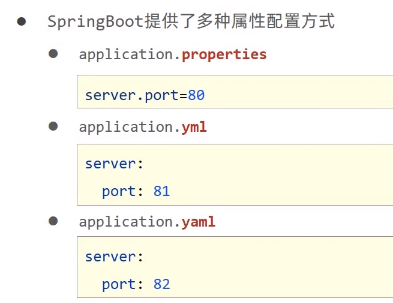 ● SpringBoot提供了多种属性配置方式
● application.properties
server.port=80
● application.yml
server:
  port: 81
● application.yaml
server:
  port: 82